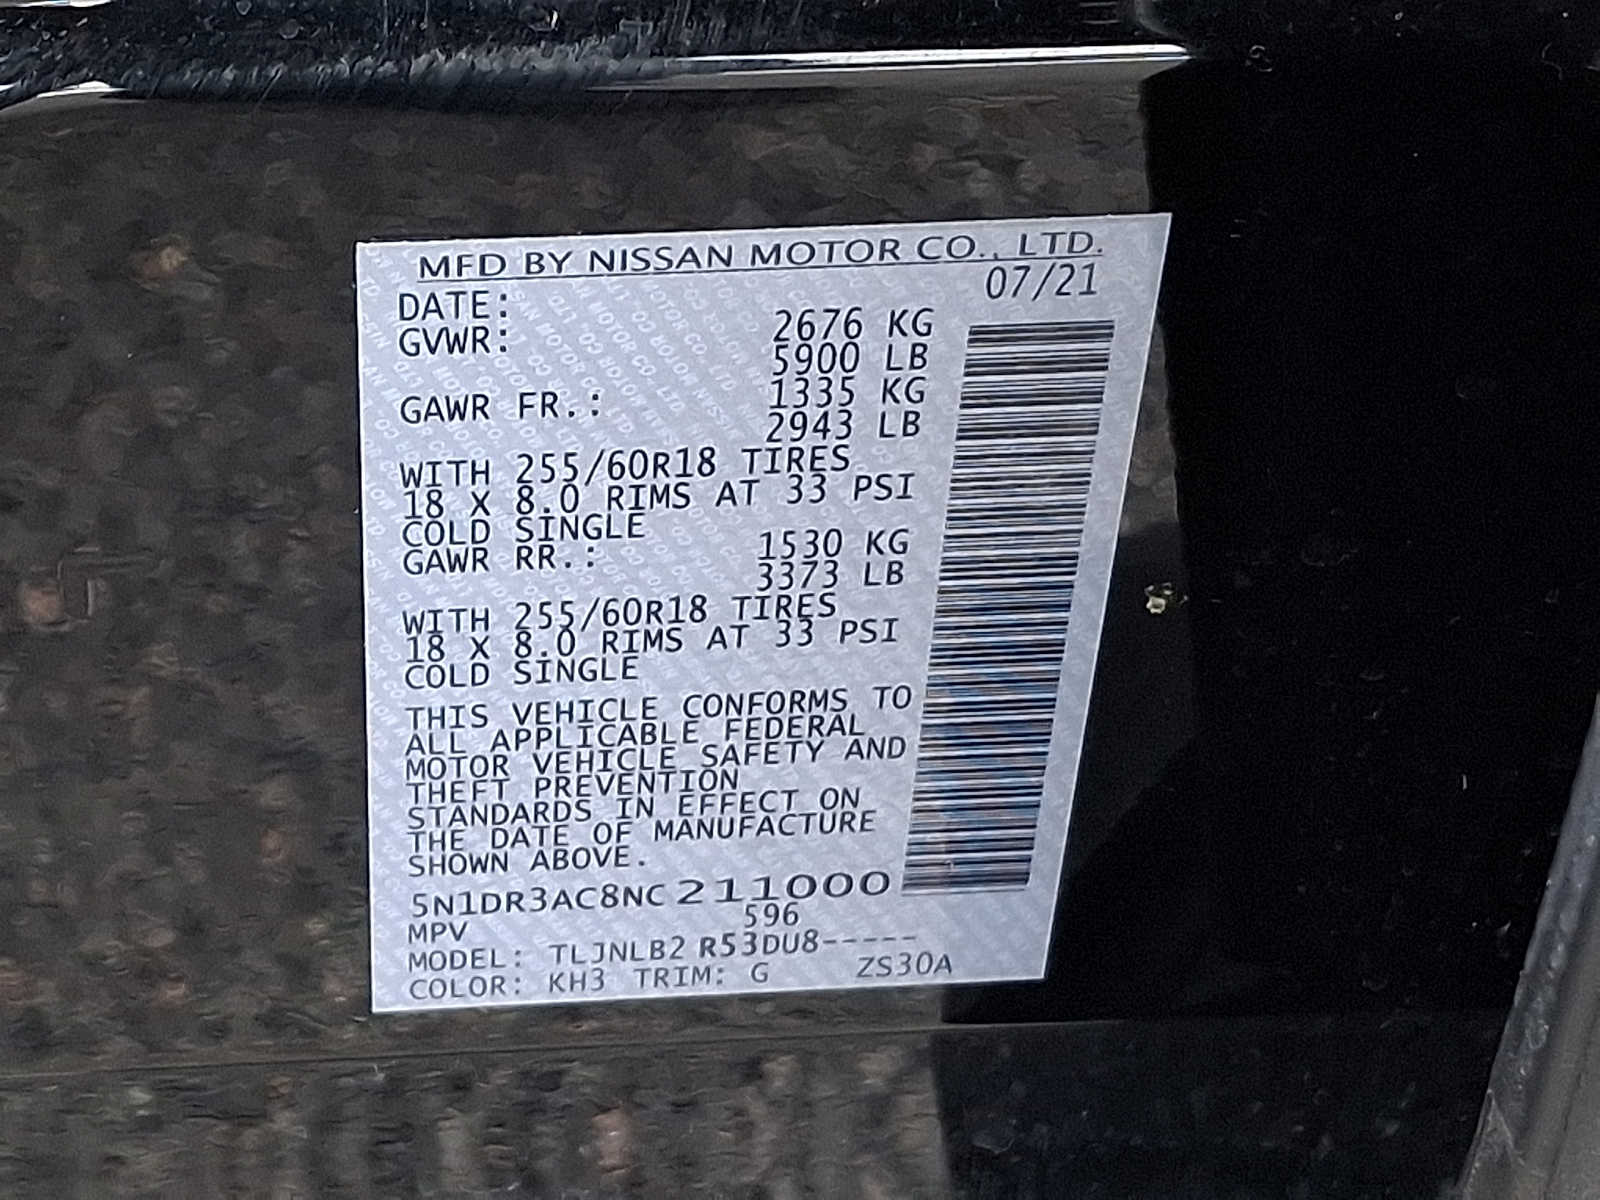 MFD BY NISSAN MOTOR CO., LTD.
DATE: 07/21
GVWR: 2676 KG
5900 LB
GAWR FR.: 1335 KG
2943 LB
WITH 255/60R18 TIRES
18 X 8.0 RIMS AT 33 PSI
COLD SINGLE
GAWR RR.: 1530 KG
3373 LB
WITH 255/60R18 TIRES
18 X 8.0 RIMS AT 33 PSI
COLD SINGLE
THIS VEHICLE CONFORMS TO
ALL APPLICABLE FEDERAL
MOTOR VEHICLE SAFETY AND
THEFT PREVENTION
STANDARDS IN EFFECT ON
THE DATE OF MANUFACTURE
SHOWN ABOVE.
5N1DR3AC8NC211000
MPV 596
MODEL: TLJNLB2 R53DU8-----
COLOR: KH3 TRIM: G ZS30A